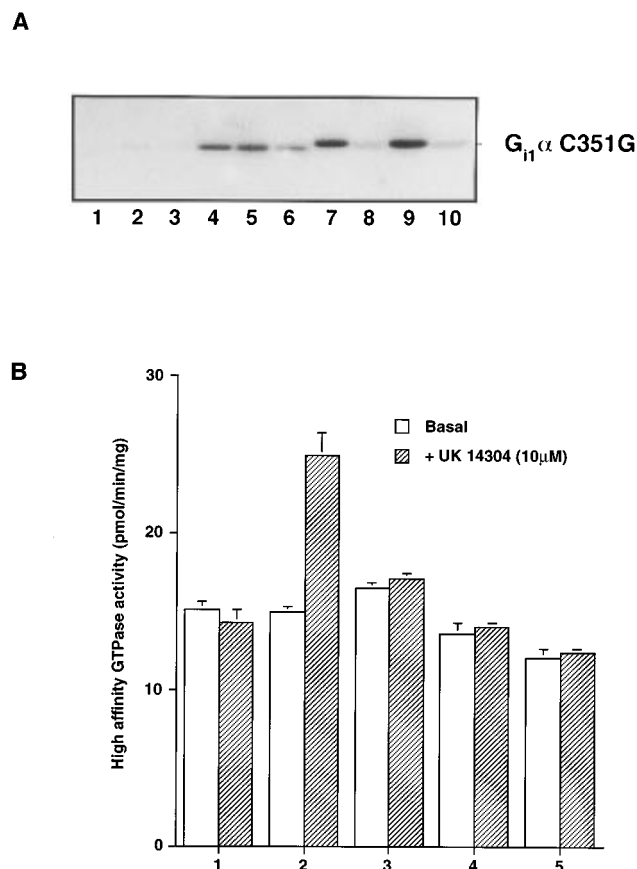 A
G_i1 α C351G
1 2 3 4 5 6 7 8 9 10
B
High affinity GTPase activity (pmol/min/mg)
30
20
10
0
Basal
+ UK 14304 (10μM)
1 2 3 4 5